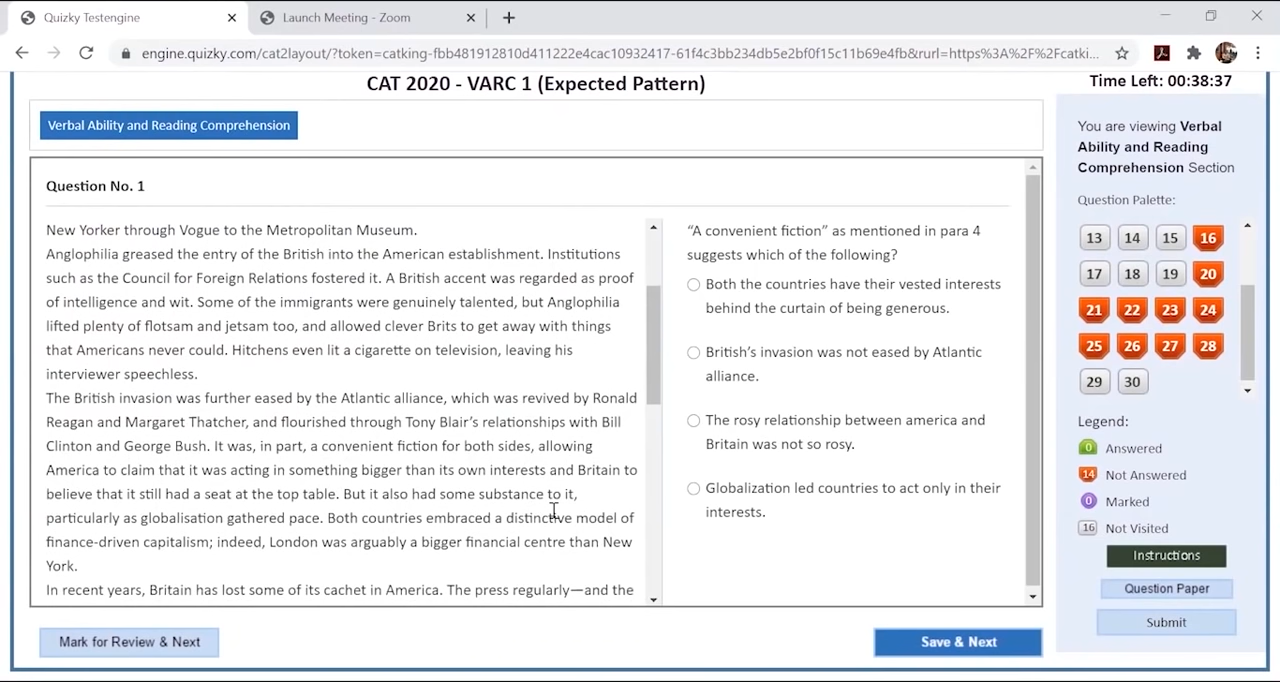 Quizky Testengine
Launch Meeting - Zoom
engine.quizky.com/cat2layout/?token=catking-fbb481912810d411222e4cac10932417-61f4c3bb234db5e2bf0f15c11b69e4fb&rurl=https%3A%2F%2Fcatki...
CAT 2020 - VARC 1 (Expected Pattern)
Time Left: 00:38:37
Verbal Ability and Reading Comprehension
Question No. 1
New Yorker through Vogue to the Metropolitan Museum.
Anglophilia greased the entry of the British into the American establishment. Institutions
such as the Council for Foreign Relations fostered it. A British accent was regarded as proof
of intelligence and wit. Some of the immigrants were genuinely talented, but Anglophilia
lifted plenty of flotsam and jetsam too, and allowed clever Brits to get away with things
that Americans never could. Hitchens even lit a cigarette on television, leaving his
interviewer speechless.
The British invasion was further eased by the Atlantic alliance, which was revived by Ronald
Reagan and Margaret Thatcher, and flourished through Tony Blair's relationships with Bill
Clinton and George Bush. It was, in part, a convenient fiction for both sides, allowing
America to claim that it was acting in something bigger than its own interests and Britain to
believe that it still had a seat at the top table. But it also had some substance to it,
particularly as globalisation gathered pace. Both countries embraced a distinctive model of
finance-driven capitalism; indeed, London was arguably a bigger financial centre than New
York.
In recent years, Britain has lost some of its cachet in America. The press regularly—and the
"A convenient fiction" as mentioned in para 4
suggests which of the following?
Both the countries have their vested interests
behind the curtain of being generous.
British's invasion was not eased by Atlantic
alliance.
The rosy relationship between america and
Britain was not so rosy.
Globalization led countries to act only in their
interests.
You are viewing Verbal
Ability and Reading
Comprehension Section
Question Palette:
13 14 15 16
17 18 19 20
21 22 23 24
25 26 27 28
29 30
Legend:
0 Answered
14 Not Answered
0 Marked
16 Not Visited
Instructions
Question Paper
Submit
Mark for Review & Next
Save & Next